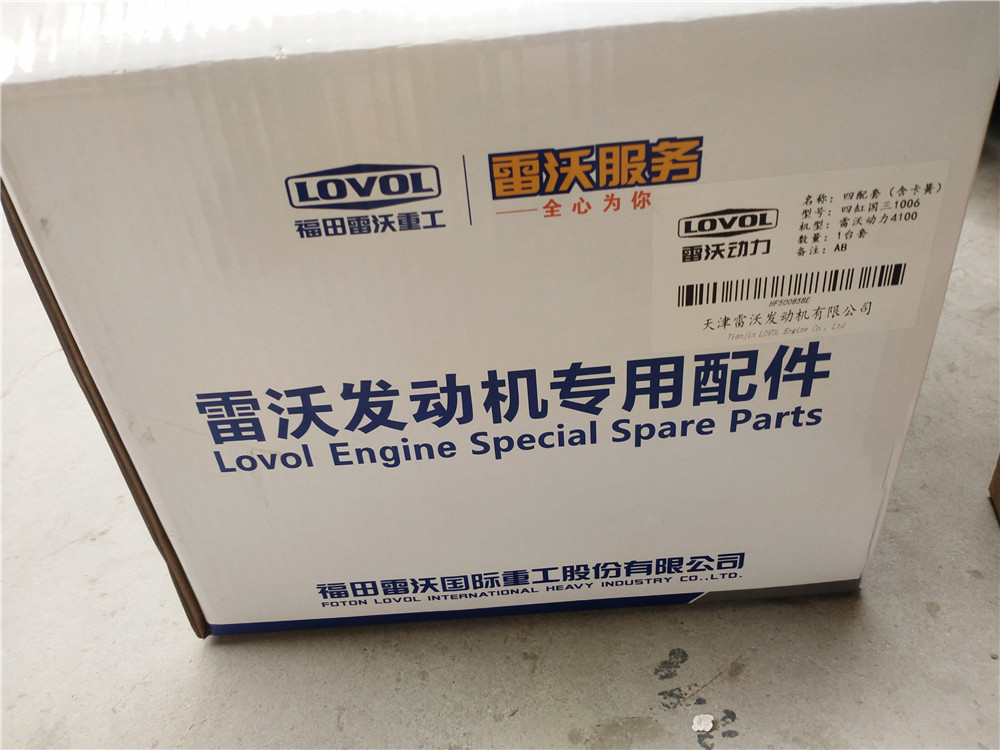 LOVOL
福田雷沃重工
雷沃服务
——全心为你
LOVOL
雷沃动力
名称：四配套（含卡簧）
型号：四缸国三1006
机型：雷沃动力4100
数量：1台套
备注：AB
HF50085BE
天津雷沃发动机有限公司
Tianjin LOVOL Engine Co., Ltd
雷沃发动机专用配件
Lovol Engine Special Spare Parts
福田雷沃国际重工股份有限公司
FOTON LOVOL INTERNATIONAL HEAVY INDUSTRY CO.,LTD.